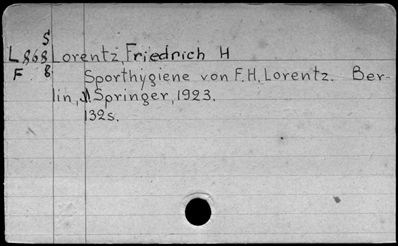 S
L868 Lorentz, Friedrich H
F 8
Sporthygiene von F.H. Lorentz. Ber-
lin, J. Springer, 1923.
132s.